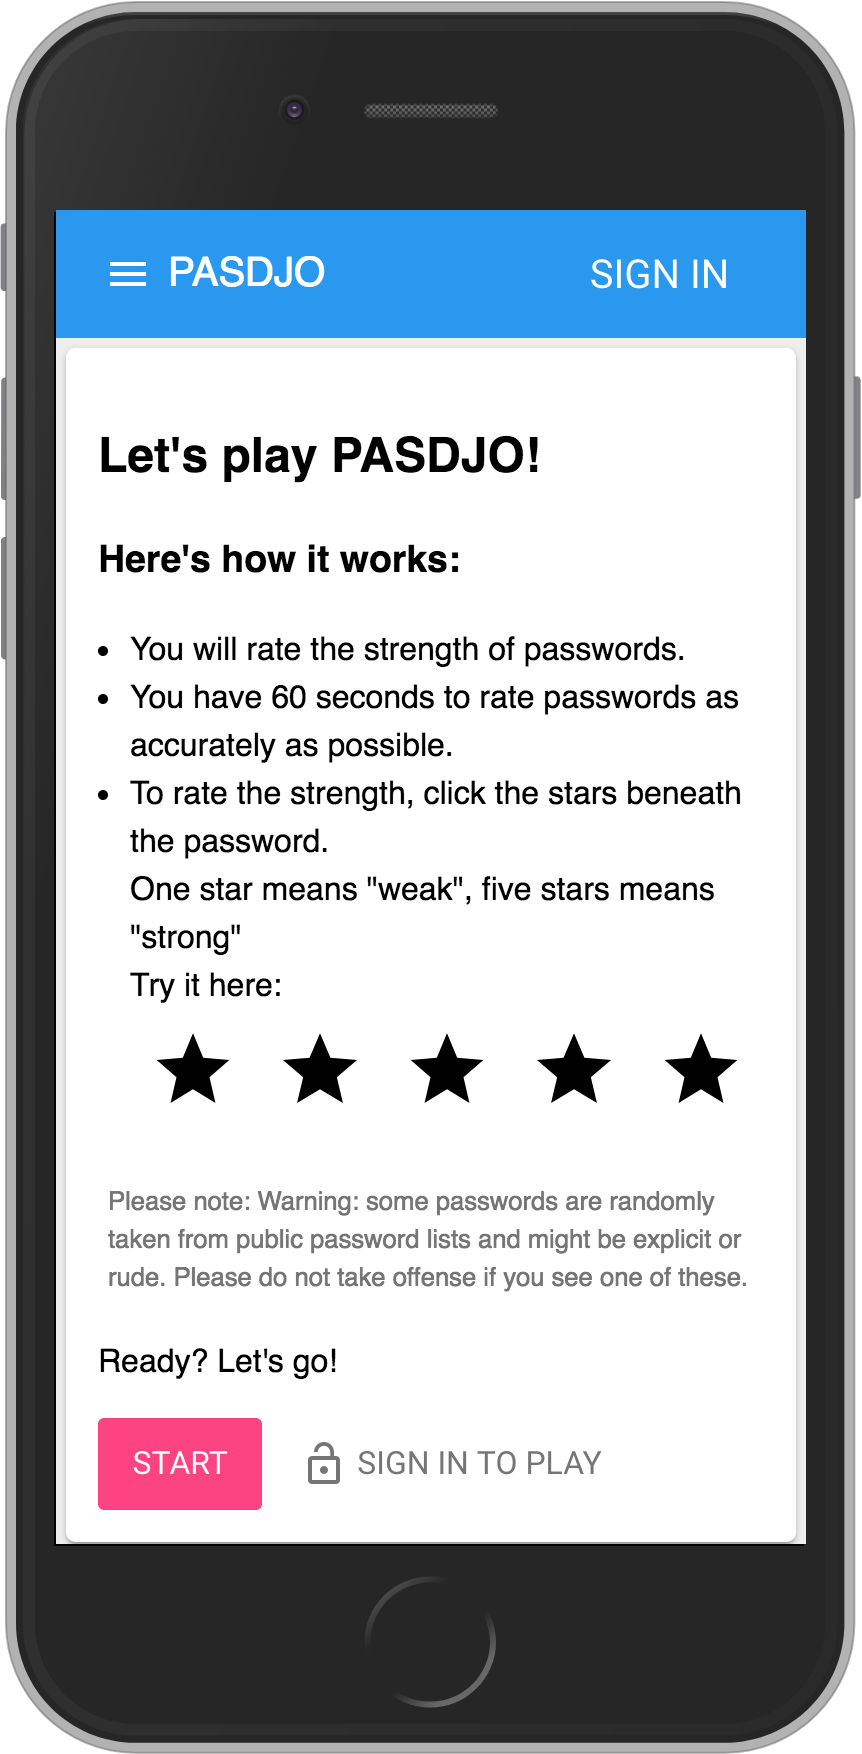 PASDJO SIGN IN
Let's play PASDJO!
Here's how it works:
You will rate the strength of passwords.
You have 60 seconds to rate passwords as
accurately as possible.
To rate the strength, click the stars beneath
the password.
One star means "weak", five stars means
"strong"
Try it here:
Please note: Warning: some passwords are randomly
taken from public password lists and might be explicit or
rude. Please do not take offense if you see one of these.
Ready? Let's go!
START SIGN IN TO PLAY